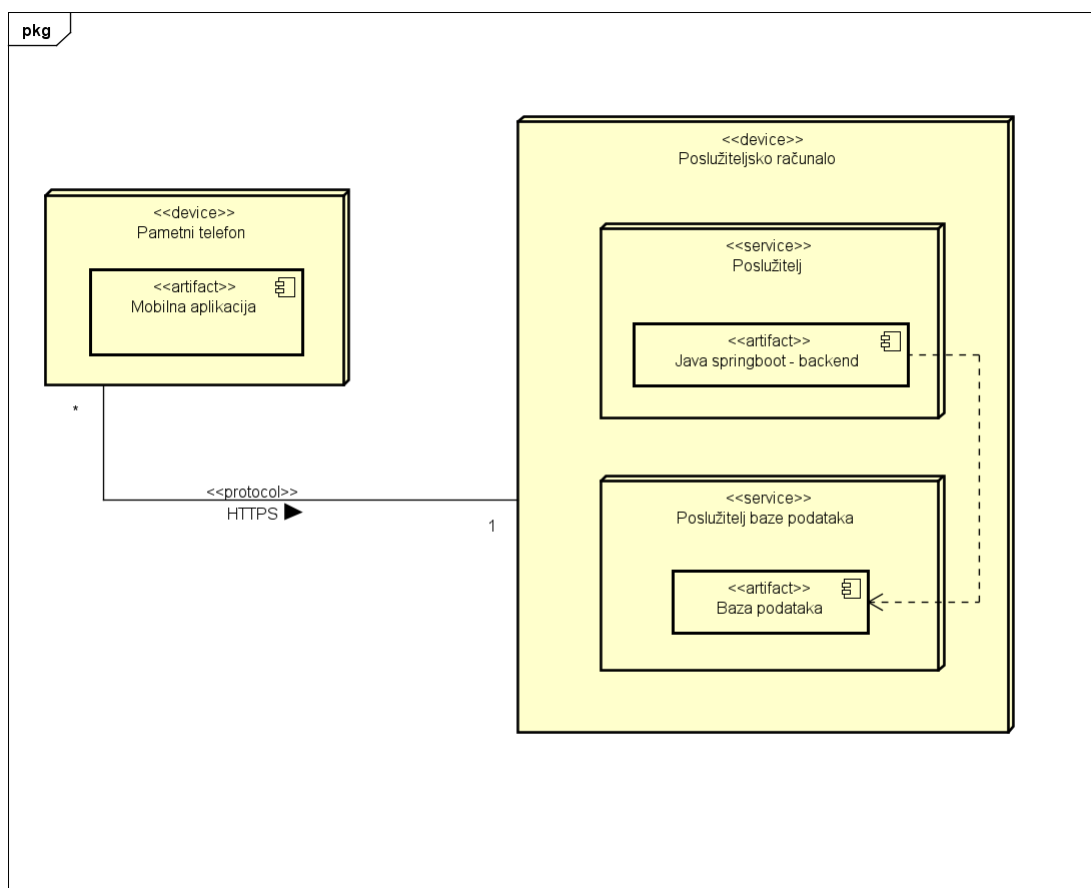 pkg
<<device>>
Pametni telefon
<<artifact>>
Mobilna aplikacija
*
<<protocol>>
HTTPS
1
<<device>>
Poslužiteljsko računalo
<<service>>
Poslužitelj
<<artifact>>
Java springboot - backend
<<service>>
Poslužitelj baze podataka
<<artifact>>
Baza podataka